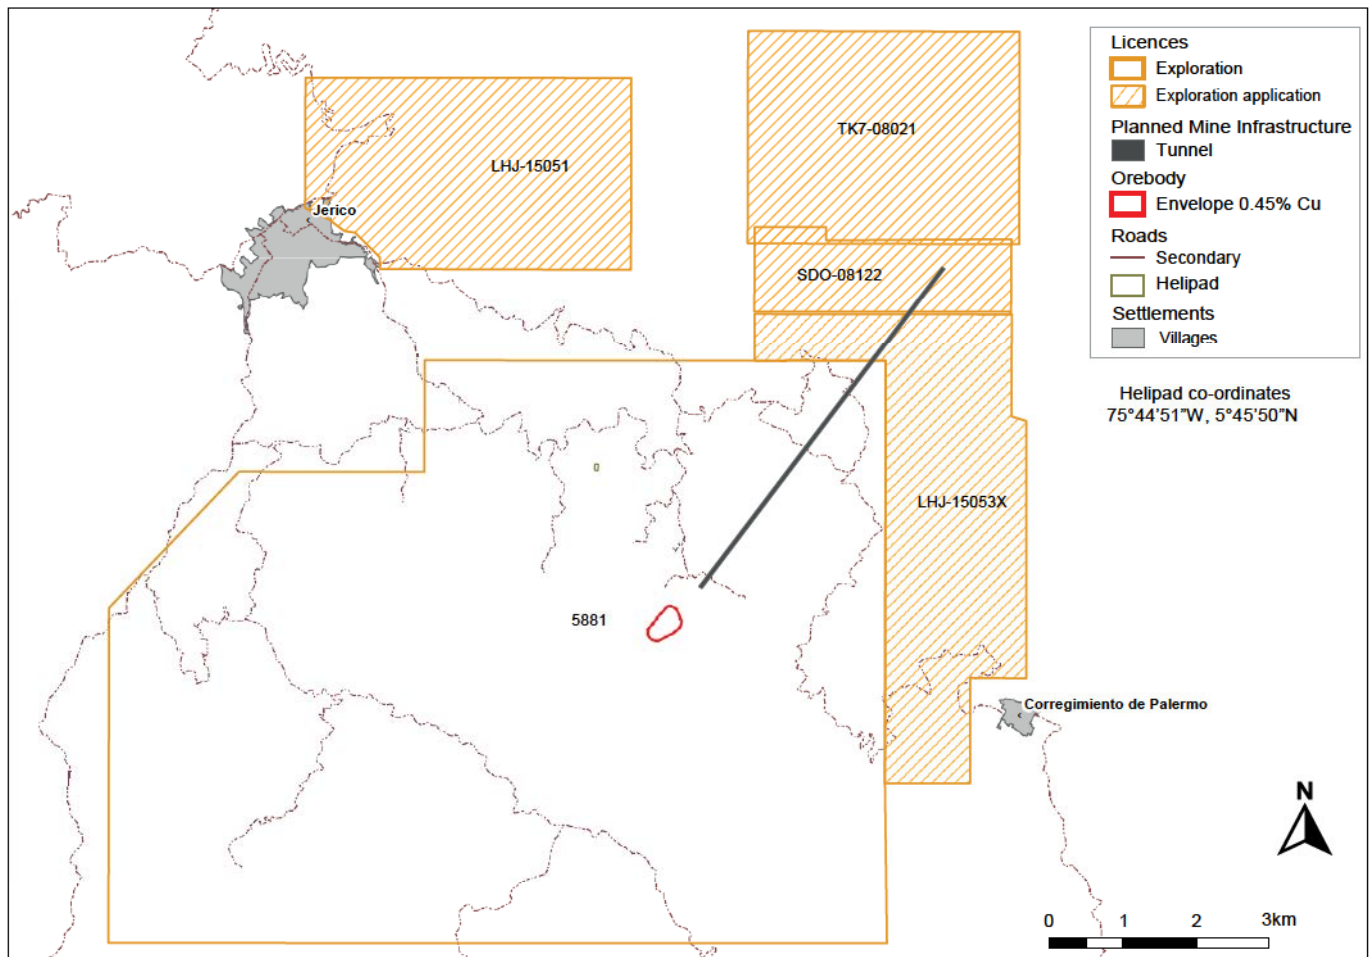 Licences
Exploration
Exploration application
Planned Mine Infrastructure
Tunnel
Orebody
Envelope 0.45% Cu
Roads
Secondary
Helipad
Settlements
Villages
Helipad co-ordinates
75°44'51"W, 5°45'50"N
TK7-08021
LHJ-15051
Jerico
SDO-08122
LHJ-15053X
5881
Corregimiento de Palermo
N
0 1 2 3km